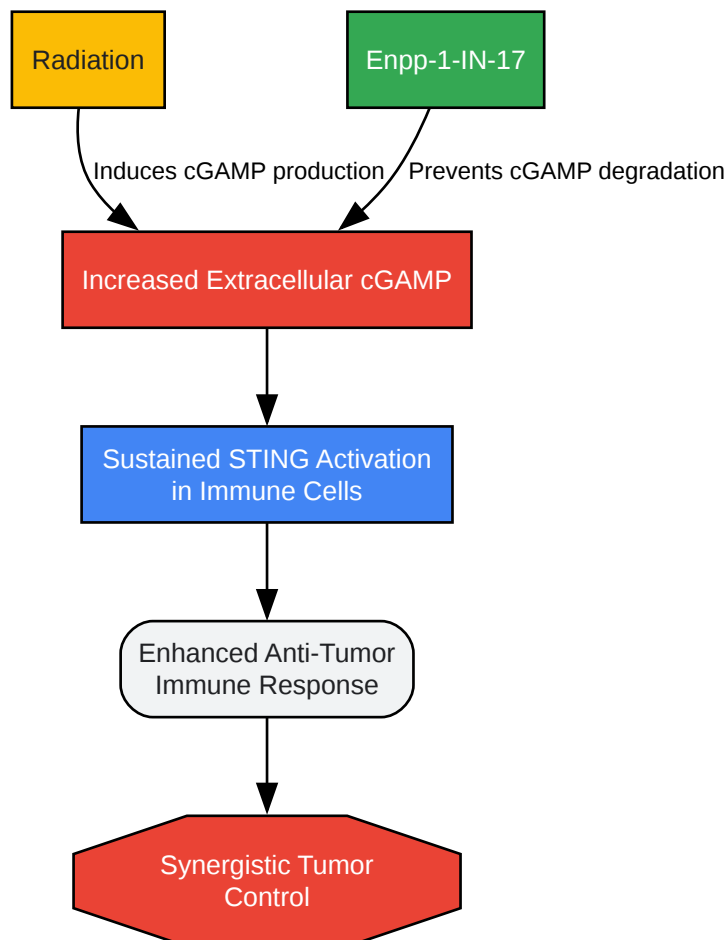 Radiation
Enpp-1-IN-17
Induces cGAMP production
Prevents cGAMP degradation
Increased Extracellular cGAMP
Sustained STING Activation
in Immune Cells
Enhanced Anti-Tumor
Immune Response
Synergistic Tumor
Control